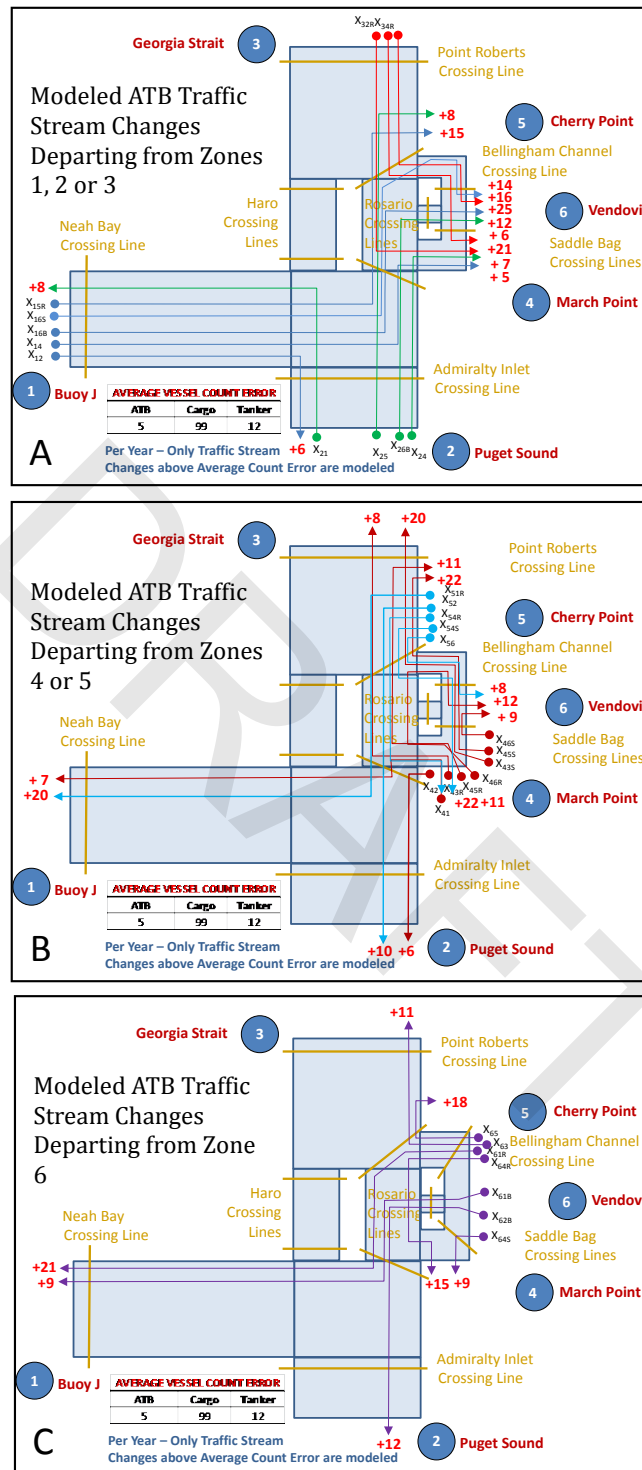 X32R X34R
Georgia Strait
3
Point Roberts
Crossing Line
Modeled ATB Traffic
Stream Changes
Departing from Zones
1, 2 or 3
+8
+15
5
Cherry Point
Bellingham Channel
Crossing Line
Haro
Crossing
Lines
Rosario
Crossing
Lines
+14
+16
+25
+12
+ 6
+21
+ 7
+ 5
6
Vendovi
Saddle Bag
Crossing Lines
Neah Bay
Crossing Line
+8
X15R
X16S
X16B
X14
X12
4
March Point
Admiralty Inlet
Crossing Line
1
Buoy J
AVERAGE VESSEL COUNT ERROR
ATB Cargo Tanker
5 99 12
A
Per Year – Only Traffic Stream
Changes above Average Count Error are modeled
+6
X21
X25
X26B
X24
2
Puget Sound
+8
+20
Georgia Strait
3
Point Roberts
Crossing Line
Modeled ATB Traffic
Stream Changes
Departing from Zones
4 or 5
+11
+22
X51R
X52
X54R
X54S
X56
5
Cherry Point
Bellingham Channel
Crossing Line
Haro
Crossing
Lines
Rosario
Crossing
Lines
+8
+12
+ 9
6
Vendovi
Saddle Bag
Crossing Lines
X46S
X45S
X43S
Neah Bay
Crossing Line
+ 7
+20
X42
X43R
X45R
X46R
X41
+22 +11
4
March Point
Admiralty Inlet
Crossing Line
1
Buoy J
AVERAGE VESSEL COUNT ERROR
ATB Cargo Tanker
5 99 12
B
Per Year – Only Traffic Stream
Changes above Average Count Error are modeled
+10
+6
2
Puget Sound
+11
Georgia Strait
3
Point Roberts
Crossing Line
Modeled ATB Traffic
Stream Changes
Departing from Zone
6
+18
5
Cherry Point
X65
X63
X61R
X64R
Bellingham Channel
Crossing Line
Haro
Crossing
Lines
Rosario
Crossing
Lines
X61B
X62B
X64S
6
Vendovi
Saddle Bag
Crossing Lines
Neah Bay
Crossing Line
+21
+9
+15
+9
4
March Point
Admiralty Inlet
Crossing Line
1
Buoy J
AVERAGE VESSEL COUNT ERROR
ATB Cargo Tanker
5 99 12
C
Per Year – Only Traffic Stream
Changes above Average Count Error are modeled
+12
2
Puget Sound
DRAFT